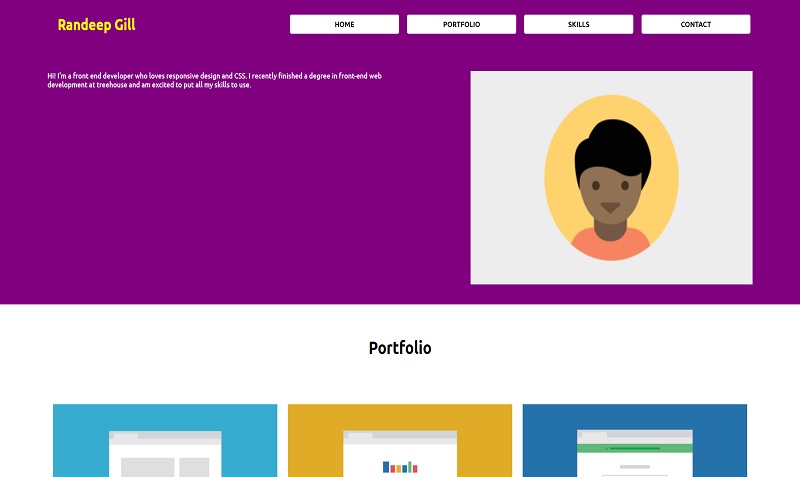 Randeep Gill
HOME
PORTFOLIO
SKILLS
CONTACT
Hi! I'm a front end developer who loves responsive design and CSS. I recently finished a degree in front-end web
development at treehouse and am excited to put all my skills to use.
Portfolio